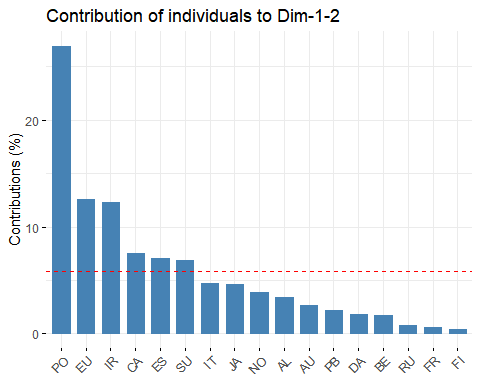 Contribution of individuals to Dim-1-2
Contributions (%)
20
10
0
PO EU IR CA ES SU IT JA NO AL AU PB DA BE RU FR FI